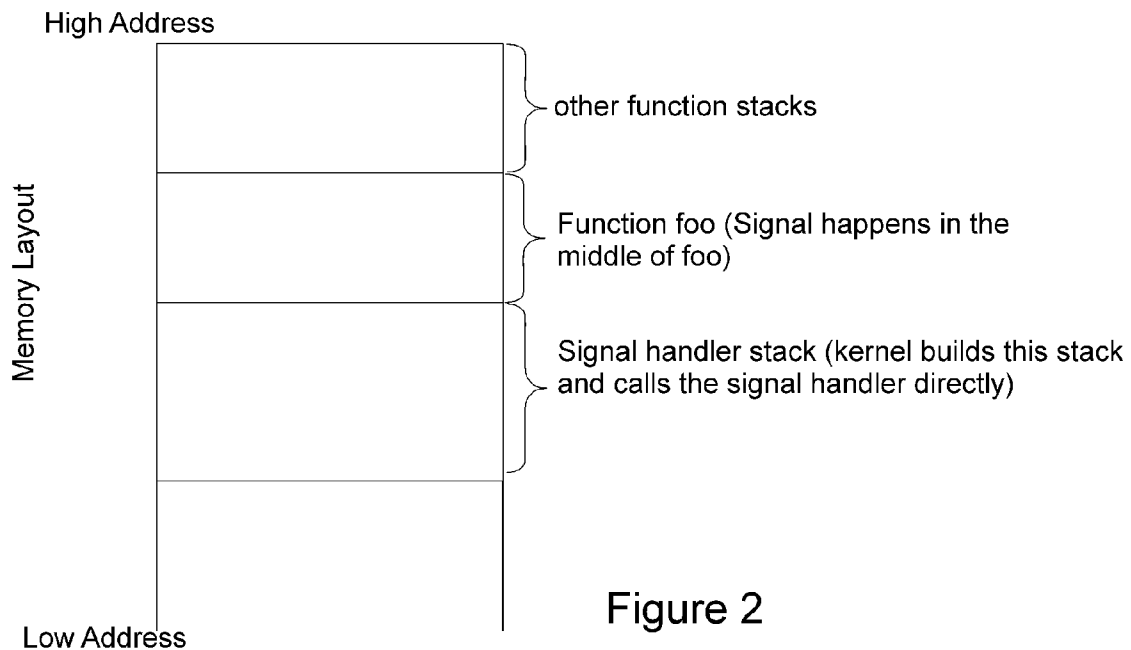 High Address
other function stacks
Memory Layout
Function foo (Signal happens in the
middle of foo)
Signal handler stack (kernel builds this stack
and calls the signal handler directly)
Figure 2
Low Address